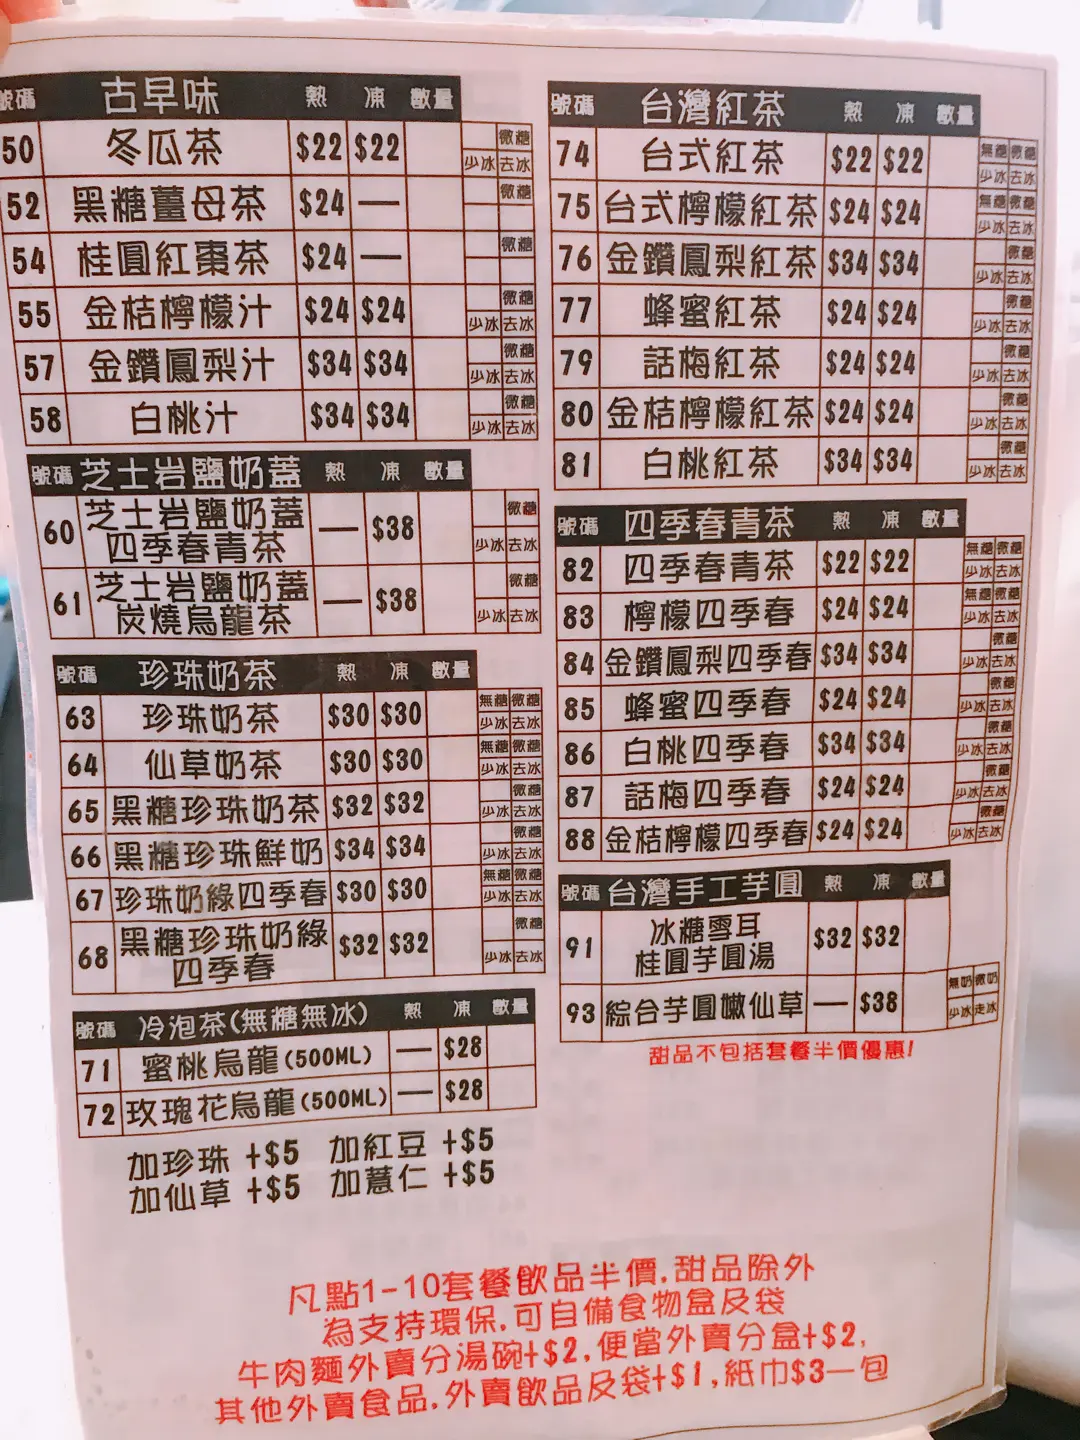 號碼 古早味 熱 凍 數量
50 冬瓜茶 $22 $22 微糖 少冰 去冰
52 黑糖薑母茶 $24 — 微糖
54 桂圓紅棗茶 $24 — 微糖
55 金桔檸檬汁 $24 $24 微糖 少冰 去冰
57 金鑽鳳梨汁 $34 $34 微糖 少冰 去冰
58 白桃汁 $34 $34 微糖 少冰 去冰
號碼 芝士岩鹽奶蓋 熱 凍 數量
60 芝士岩鹽奶蓋
四季春青茶 — $38 微糖 少冰 去冰
61 芝士岩鹽奶蓋
炭燒烏龍茶 — $38 微糖 少冰 去冰
號碼 珍珠奶茶 熱 凍 數量
63 珍珠奶茶 $30 $30 無糖 微糖 少冰 去冰
64 仙草奶茶 $30 $30 無糖 微糖 少冰 去冰
65 黑糖珍珠奶茶 $32 $32 微糖 少冰 去冰
66 黑糖珍珠鮮奶 $34 $34 微糖 少冰 去冰
67 珍珠奶綠四季春 $30 $30 無糖 微糖 少冰 去冰
68 黑糖珍珠奶綠
四季春 $32 $32 微糖 少冰 去冰
號碼 冷泡茶(無糖無冰) 熱 凍 數量
71 蜜桃烏龍(500ML) — $28
72 玫瑰花烏龍(500ML) — $28
加珍珠 +$5 加紅豆 +$5
加仙草 +$5 加薏仁 +$5
號碼 台灣紅茶 熱 凍 數量
74 台式紅茶 $22 $22 無糖 微糖 少冰 去冰
75 台式檸檬紅茶 $24 $24 無糖 微糖 少冰 去冰
76 金鑽鳳梨紅茶 $34 $34 微糖 少冰 去冰
77 蜂蜜紅茶 $24 $24 微糖 少冰 去冰
79 話梅紅茶 $24 $24 微糖 少冰 去冰
80 金桔檸檬紅茶 $24 $24 微糖 少冰 去冰
81 白桃紅茶 $34 $34 微糖 少冰 去冰
號碼 四季春青茶 熱 凍 數量
82 四季春青茶 $22 $22 無糖 微糖 少冰 去冰
83 檸檬四季春 $24 $24 無糖 微糖 少冰 去冰
84 金鑽鳳梨四季春 $34 $34 微糖 少冰 去冰
85 蜂蜜四季春 $24 $24 微糖 少冰 去冰
86 白桃四季春 $34 $34 微糖 少冰 去冰
87 話梅四季春 $24 $24 微糖 少冰 去冰
88 金桔檸檬四季春 $24 $24 微糖 少冰 去冰
號碼 台灣手工芋圓 熱 凍 數量
91 冰糖雪耳
桂圓芋圓湯 $32 $32
93 綜合芋圓嫩仙草 — $38 無奶 微奶 少冰 走冰
甜品不包括套餐半價優惠!
凡點1-10套餐飲品半價.甜品除外
為支持環保.可自備食物盒及袋
牛肉麵外賣分湯碗+$2,便當外賣分盒+$2,
其他外賣食品.外賣飲品及袋+$1,紙巾$3一包